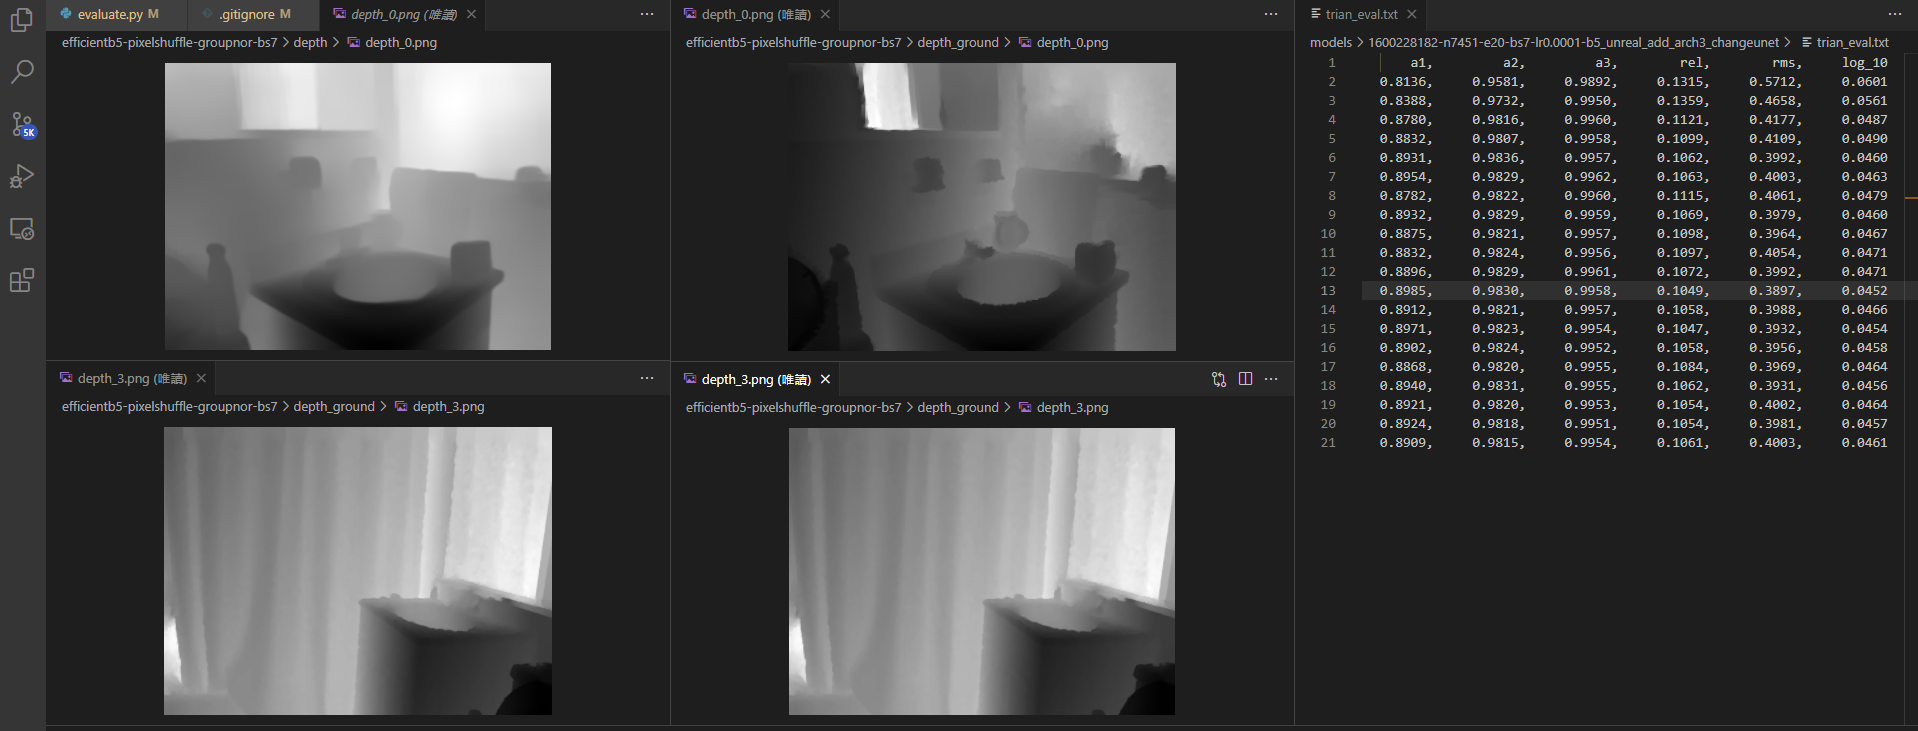 evaluate.py M
.gitignore M
depth_0.png (唯讀)
efficientb5-pixelshuffle-groupnor-bs7 > depth > depth_0.png
depth_0.png (唯讀)
efficientb5-pixelshuffle-groupnor-bs7 > depth_ground > depth_0.png
5K
depth_3.png (唯讀)
efficientb5-pixelshuffle-groupnor-bs7 > depth_ground > depth_3.png
depth_3.png (唯讀)
efficientb5-pixelshuffle-groupnor-bs7 > depth_ground > depth_3.png
trian_eval.txt
models > 1600228182-n7451-e20-bs7-lr0.0001-b5_unreal_add_arch3_changeunet > trian_eval.txt
1 a1, a2, a3, rel, rms, log_10
2 0.8136, 0.9581, 0.9892, 0.1315, 0.5712, 0.0601
3 0.8388, 0.9732, 0.9950, 0.1359, 0.4658, 0.0561
4 0.8780, 0.9816, 0.9960, 0.1121, 0.4177, 0.0487
5 0.8832, 0.9807, 0.9958, 0.1099, 0.4109, 0.0490
6 0.8931, 0.9836, 0.9957, 0.1062, 0.3992, 0.0460
7 0.8954, 0.9829, 0.9962, 0.1063, 0.4003, 0.0463
8 0.8782, 0.9822, 0.9960, 0.1115, 0.4061, 0.0479
9 0.8932, 0.9829, 0.9959, 0.1069, 0.3979, 0.0460
10 0.8875, 0.9821, 0.9957, 0.1098, 0.3964, 0.0467
11 0.8832, 0.9824, 0.9956, 0.1097, 0.4054, 0.0471
12 0.8896, 0.9829, 0.9961, 0.1072, 0.3992, 0.0471
13 0.8985, 0.9830, 0.9958, 0.1049, 0.3897, 0.0452
14 0.8912, 0.9821, 0.9957, 0.1058, 0.3988, 0.0466
15 0.8971, 0.9823, 0.9954, 0.1047, 0.3932, 0.0454
16 0.8902, 0.9824, 0.9952, 0.1058, 0.3956, 0.0458
17 0.8868, 0.9820, 0.9955, 0.1084, 0.3969, 0.0464
18 0.8940, 0.9831, 0.9955, 0.1062, 0.3931, 0.0456
19 0.8921, 0.9820, 0.9953, 0.1054, 0.4002, 0.0464
20 0.8924, 0.9818, 0.9951, 0.1054, 0.3981, 0.0457
21 0.8909, 0.9815, 0.9954, 0.1061, 0.4003, 0.0461